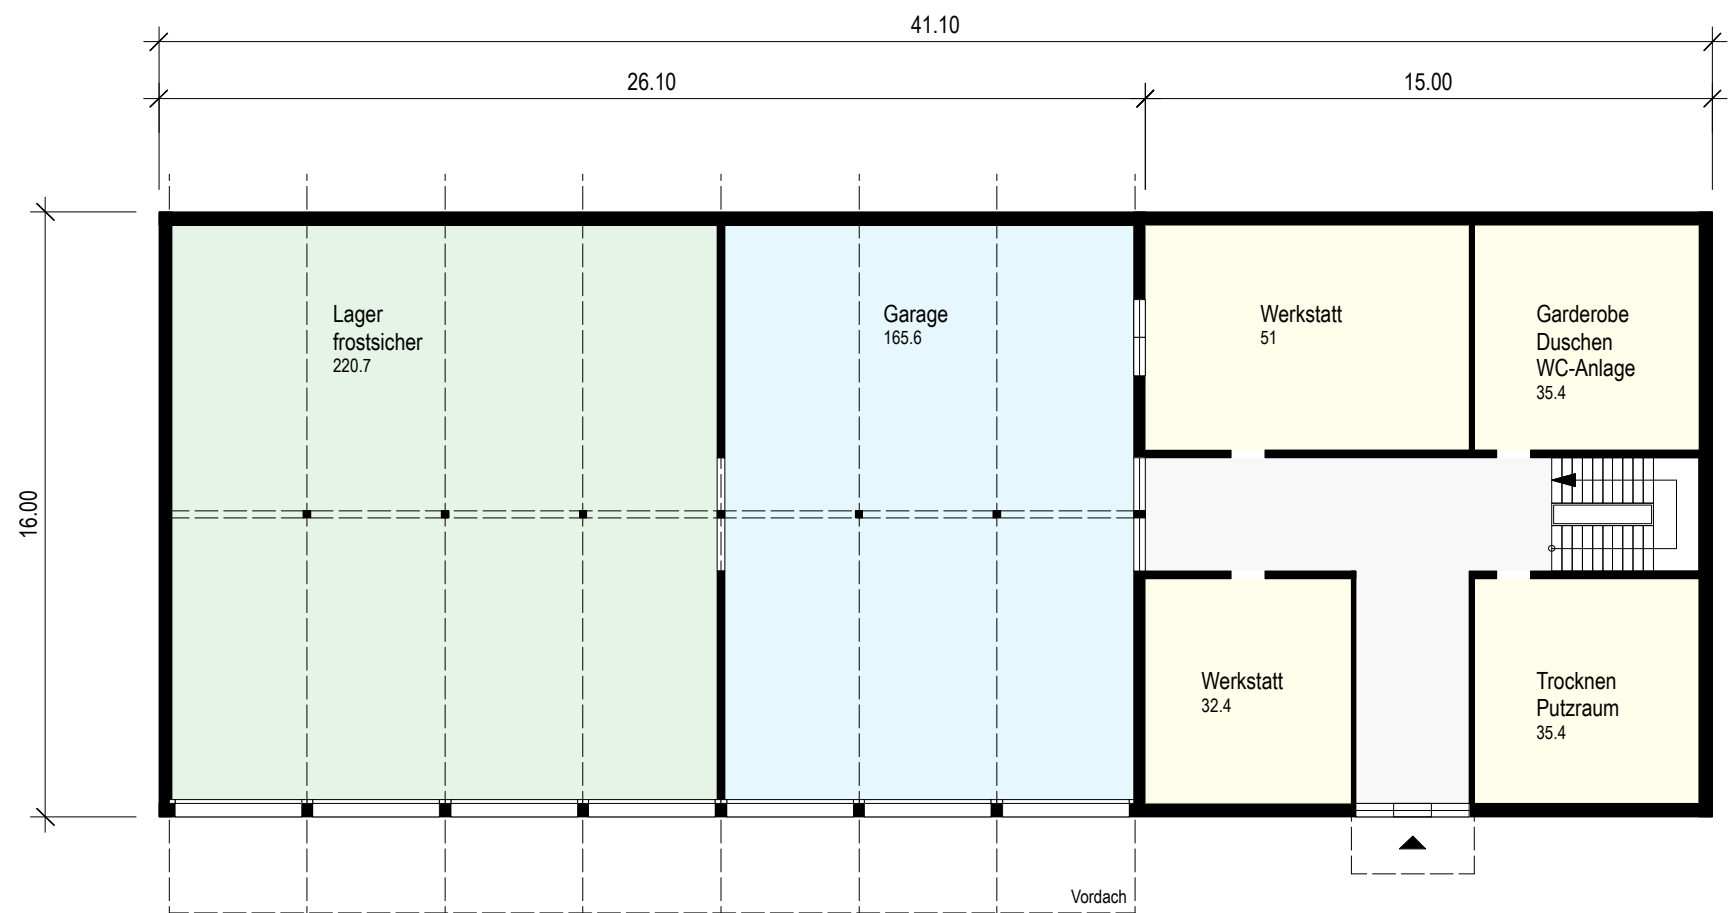 41.10
26.10
15.00
16.00
Lager
frostsicher
220.7
Garage
165.6
Werkstatt
51
Garderobe
Duschen
WC-Anlage
35.4
Werkstatt
32.4
Trocknen
Putzraum
35.4
Vordach